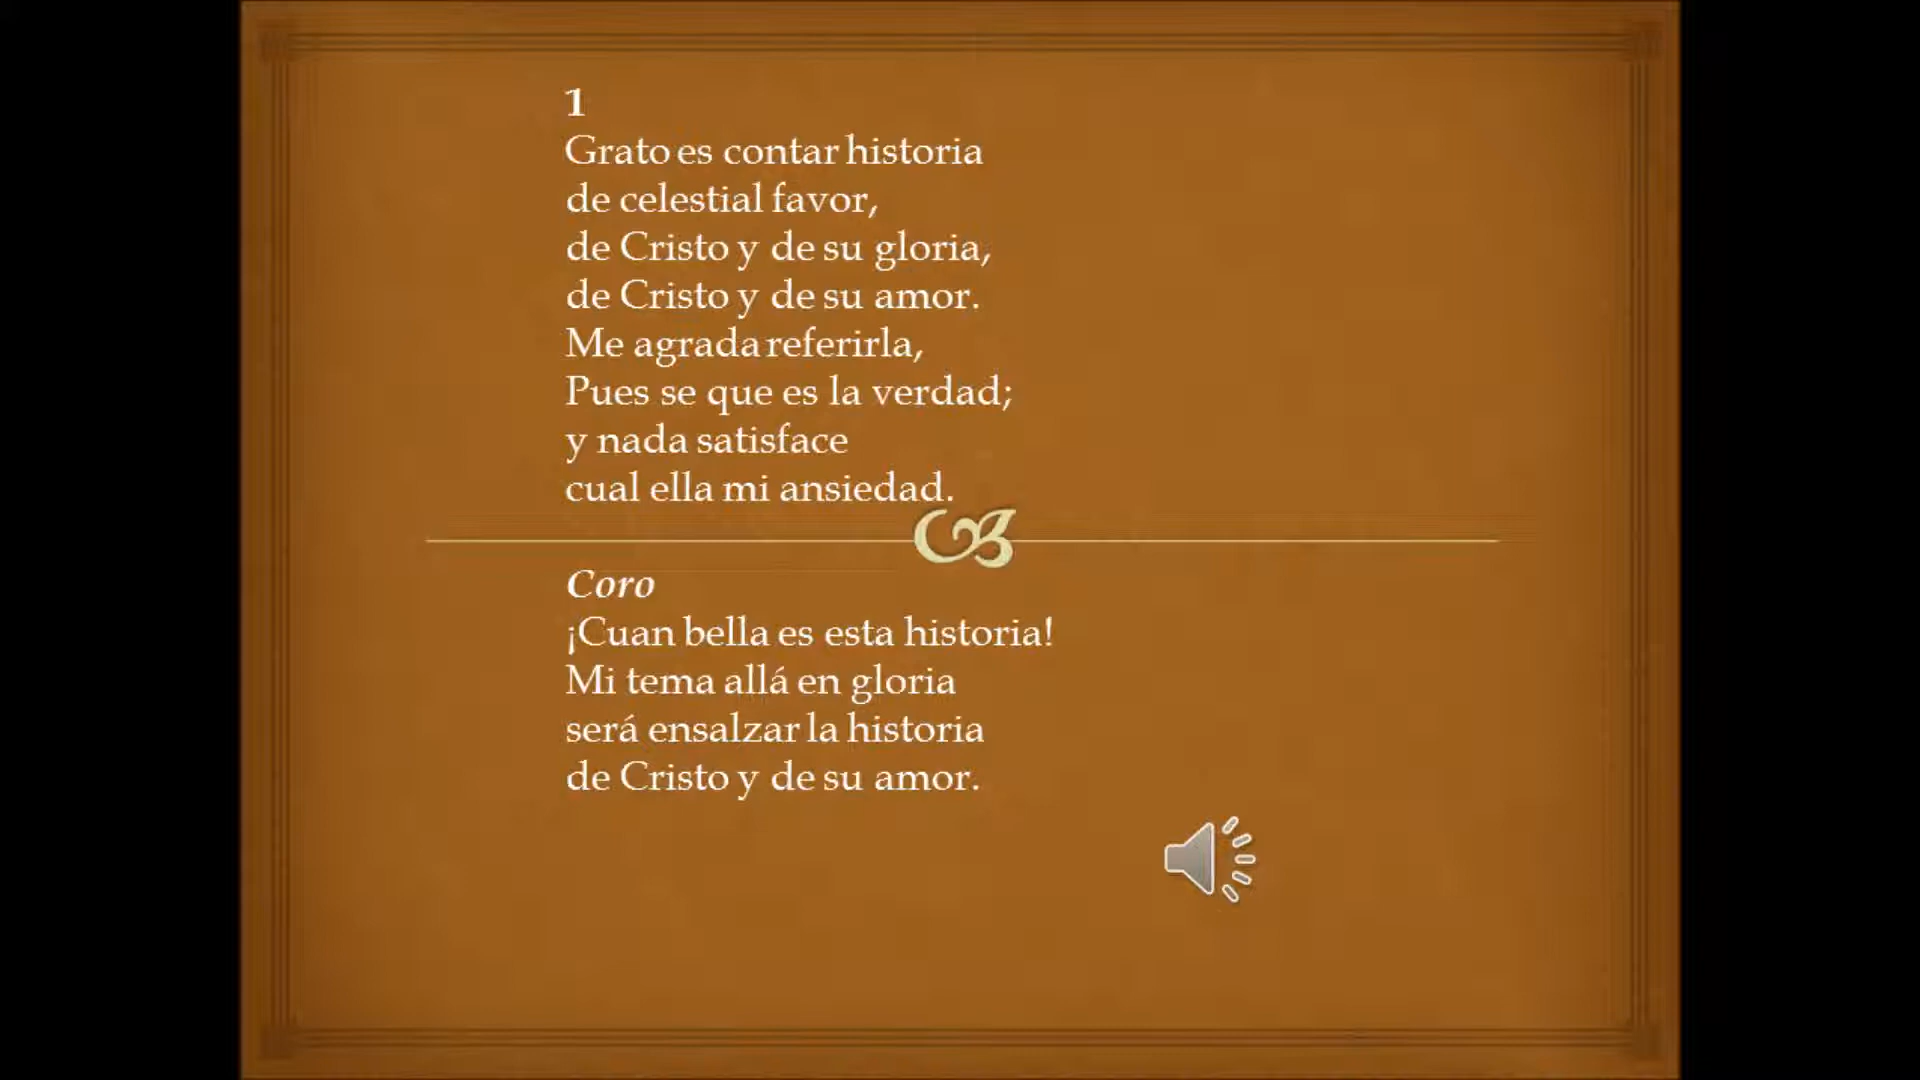 1
Grato es contar historia
de celestial favor,
de Cristo y de su gloria,
de Cristo y de su amor.
Me agrada referirla,
Pues se que es la verdad;
y nada satisface
cual ella mi ansiedad.
Coro
¡Cuan bella es esta historia!
Mi tema allá en gloria
será ensalzar la historia
de Cristo y de su amor.